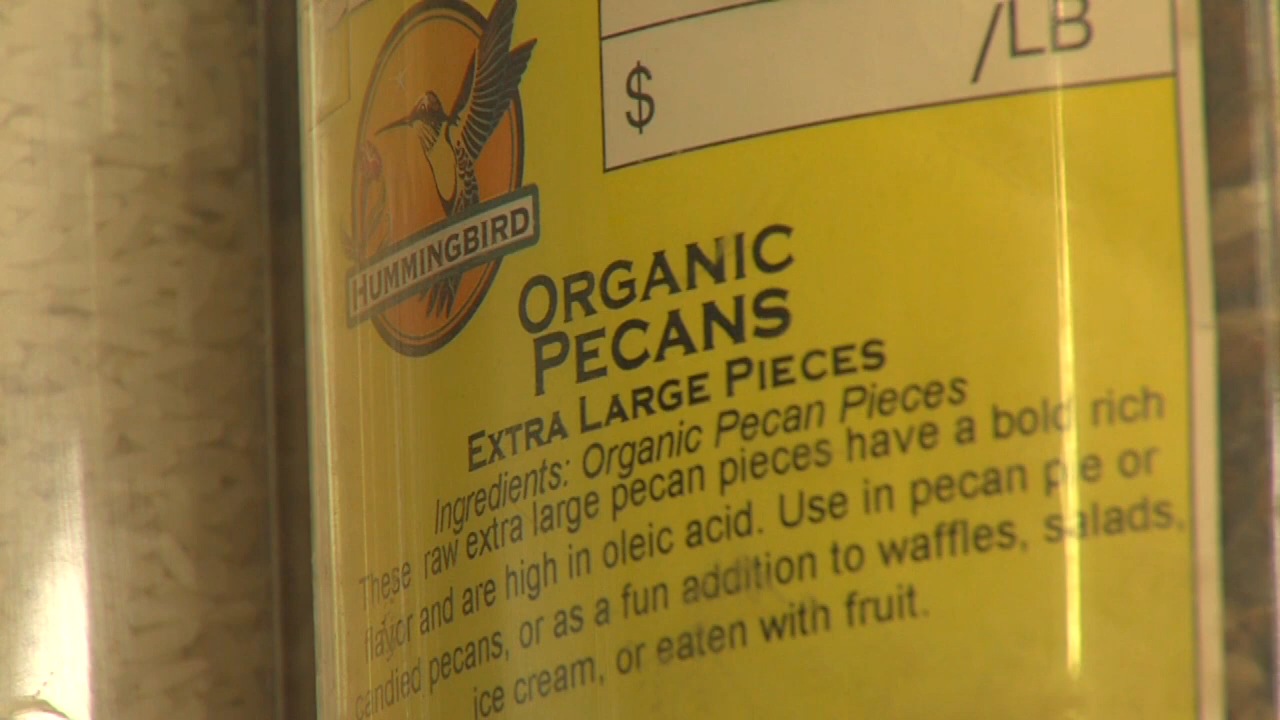 /LB
$
HUMMINGBIRD
ORGANIC
PECANS
EXTRA LARGE PIECES
Ingredients: Organic Pecan Pieces
These raw extra large pecan pieces have a bold rich
flavor and are high in oleic acid. Use in pecan pie or
candied pecans, or as a fun addition to waffles, salads,
ice cream, or eaten with fruit.